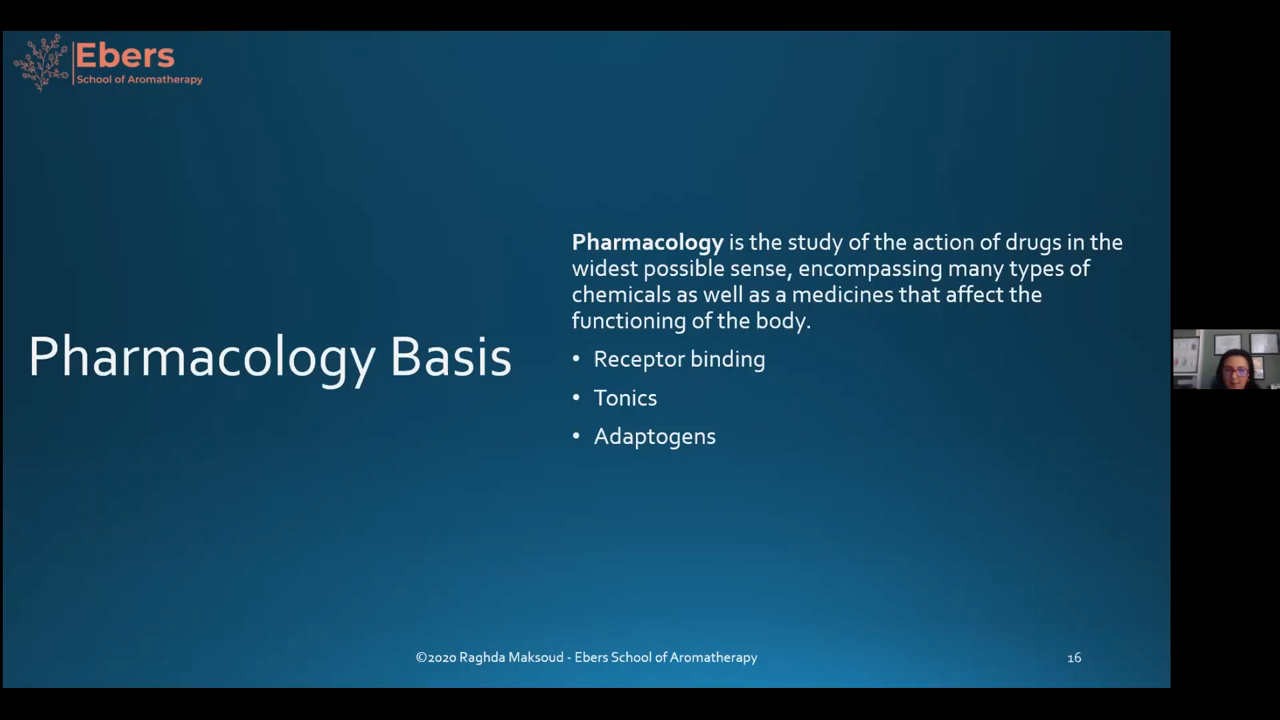 Ebers
School of Aromatherapy
Pharmacology Basis
Pharmacology is the study of the action of drugs in the
widest possible sense, encompassing many types of
chemicals as well as a medicines that affect the
functioning of the body.
• Receptor binding
• Tonics
• Adaptogens
©2020 Raghda Maksoud - Ebers School of Aromatherapy
16